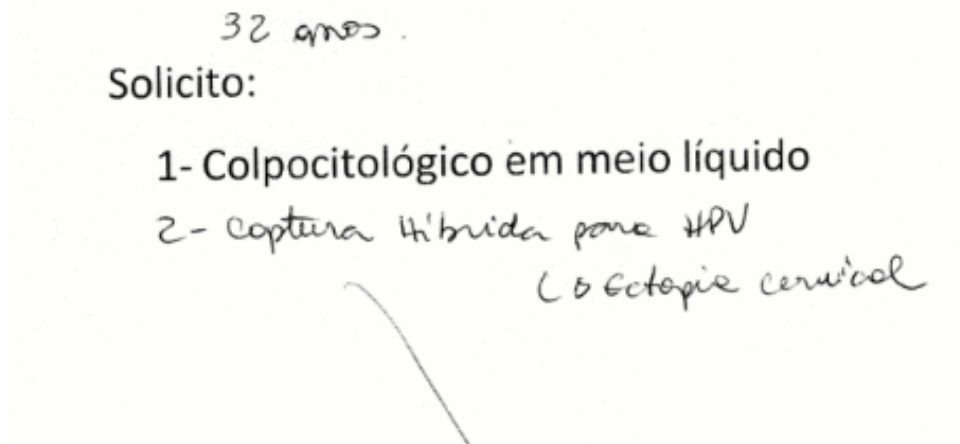 32 anos.
Solicito:
1- Colpocitológico em meio líquido
2- Captura Híbrida para HPV
↳ Ectopia cervical